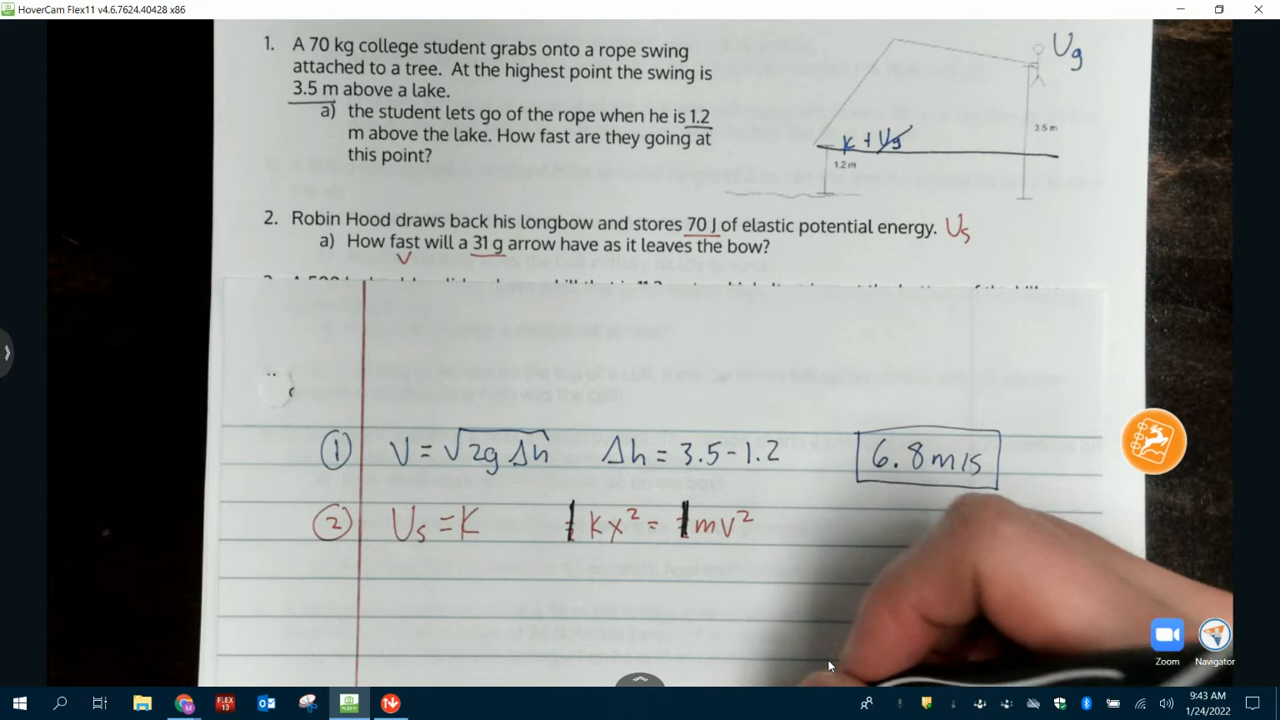 HoverCam Flex11 v4.6.7624.40428 x86
1. A 70 kg college student grabs onto a rope swing
attached to a tree. At the highest point the swing is
3.5 m above a lake.
a) the student lets go of the rope when he is 1.2
m above the lake. How fast are they going at
this point?
Ug
3.5 m
K + Ug
1.2 m
2. Robin Hood draws back his longbow and stores 70 J of elastic potential energy. Us
a) How fast will a 31 g arrow have as it leaves the bow?
v
① V = √2g Δh Δh = 3.5 - 1.2 6.8 m/s
② Us = K kx² = mv²
Zoom
Navigator
FLEX
9:43 AM
1/24/2022